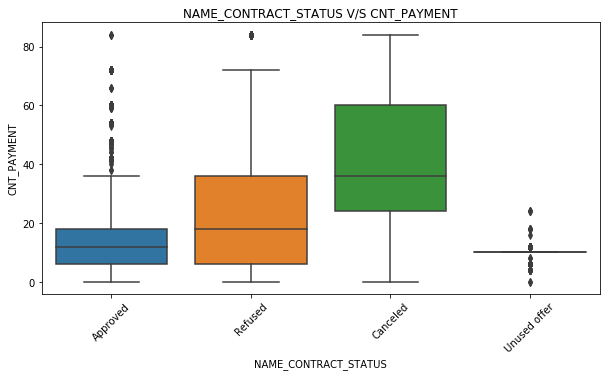 NAME_CONTRACT_STATUS V/S CNT_PAYMENT
CNT_PAYMENT
80
60
40
20
0
Approved
Refused
Canceled
Unused offer
NAME_CONTRACT_STATUS